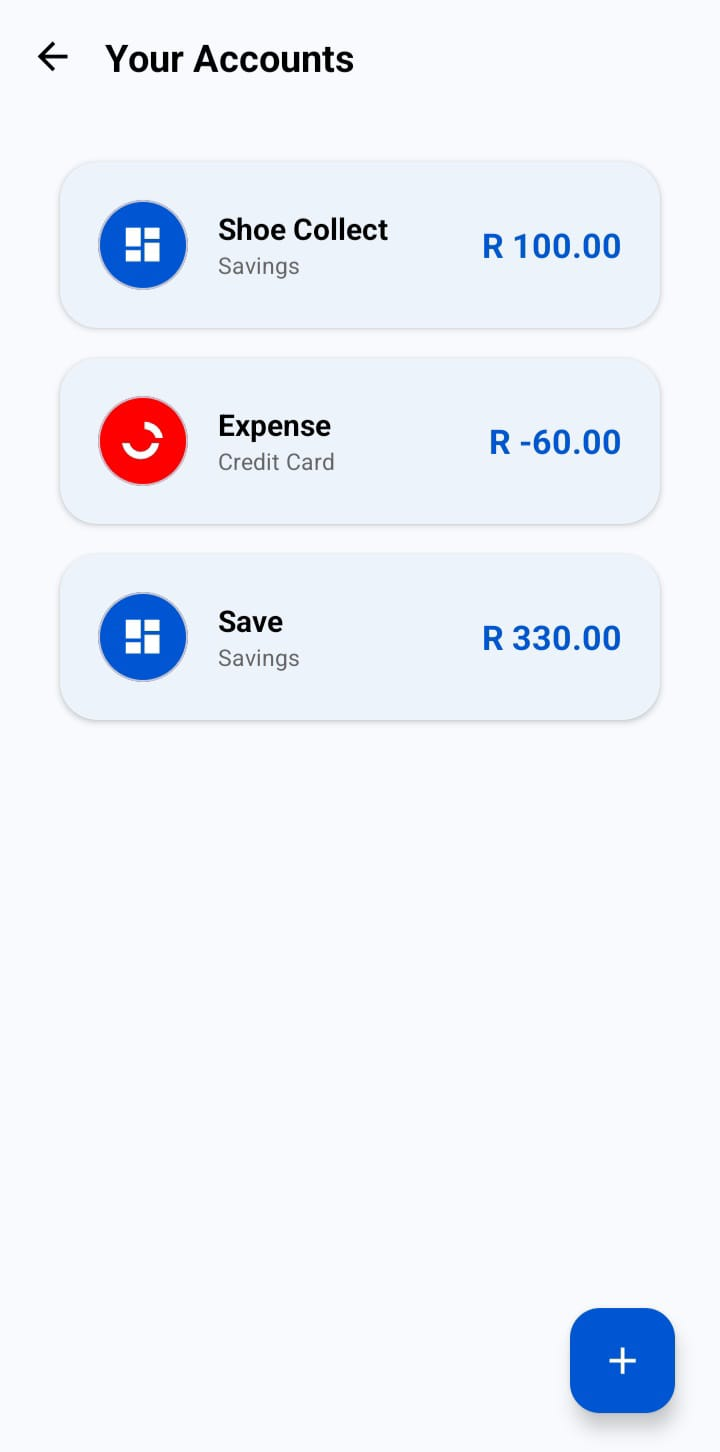 Your Accounts
Shoe Collect
Savings
R 100.00
Expense
Credit Card
R -60.00
Save
Savings
R 330.00
+